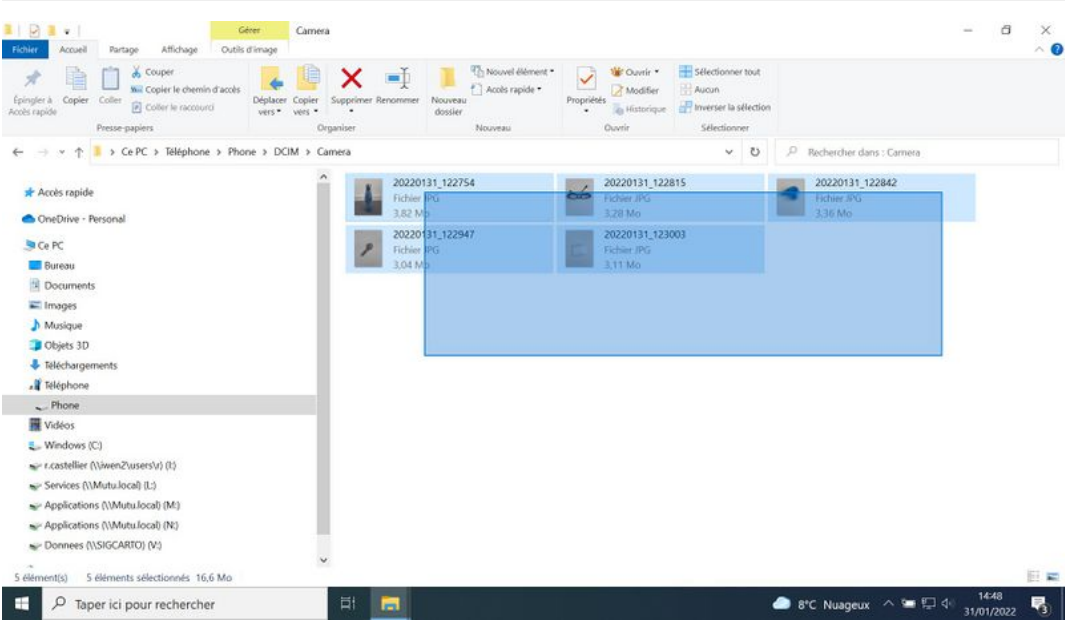 Gérer Camera
Fichier Accueil Partage Affichage Outils d'image
Épingler à Accès rapide
Copier
Coller
Couper
Copier le chemin d'accès
Coller le raccourci
Presse-papiers
Déplacer vers
Copier vers
Supprimer
Renommer
Organiser
Nouveau dossier
Nouvel élément
Accès rapide
Nouveau
Propriétés
Ouvrir
Modifier
Historique
Ouvrir
Sélectionner tout
Aucun
Inverser la sélection
Sélectionner
Ce PC > Téléphone > Phone > DCIM > Camera
Rechercher dans : Camera
Accès rapide
OneDrive - Personal
Ce PC
Bureau
Documents
Images
Musique
Objets 3D
Téléchargements
Téléphone
Phone
Vidéos
Windows (C:)
r.castellier (\\iwen2\users\r) (I:)
Services (\\Mutu.local) (L:)
Applications (\\Mutu.local) (M:)
Applications (\\Mutu.local) (N:)
Donnees (\\SIGCARTO) (V:)
20220131_122754
Fichier JPG
3,82 Mo
20220131_122815
Fichier JPG
3,28 Mo
20220131_122842
Fichier JPG
3,36 Mo
20220131_122947
Fichier JPG
3,04 Mo
20220131_123003
Fichier JPG
3,11 Mo
5 élément(s) 5 éléments sélectionnés 16,6 Mo
Taper ici pour rechercher
8°C Nuageux
14:48
31/01/2022
3